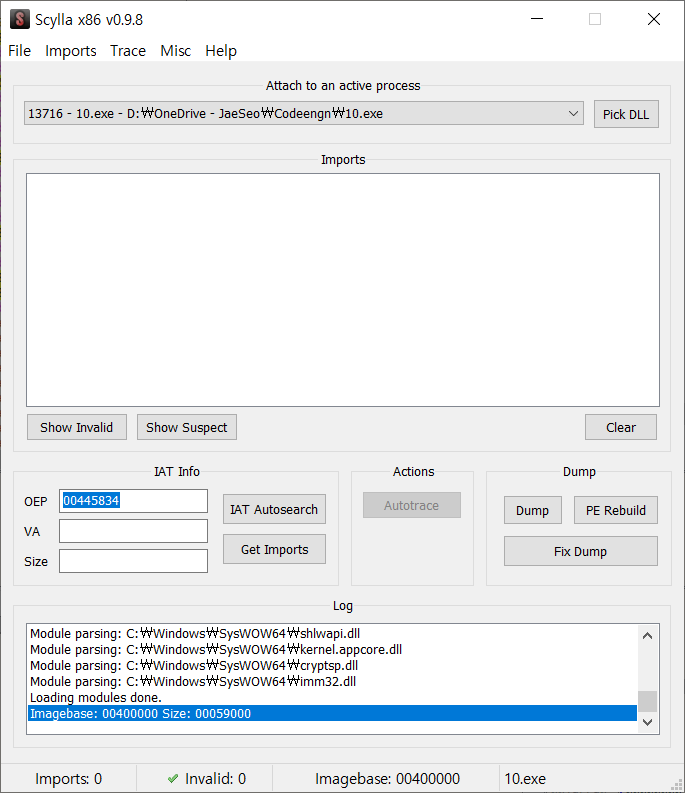 Scylla x86 v0.9.8
File Imports Trace Misc Help
Attach to an active process
13716 - 10.exe - D:₩OneDrive - JaeSeo₩Codeengn₩10.exe
Pick DLL
Imports
Show Invalid
Show Suspect
Clear
IAT Info
OEP
00445834
IAT Autosearch
VA
Get Imports
Size
Actions
Autotrace
Dump
Dump
PE Rebuild
Fix Dump
Log
Module parsing: C:₩Windows₩SysWOW64₩shlwapi.dll
Module parsing: C:₩Windows₩SysWOW64₩kernel.appcore.dll
Module parsing: C:₩Windows₩SysWOW64₩cryptsp.dll
Module parsing: C:₩Windows₩SysWOW64₩imm32.dll
Loading modules done.
Imagebase: 00400000 Size: 00059000
Imports: 0
Invalid: 0
Imagebase: 00400000
10.exe